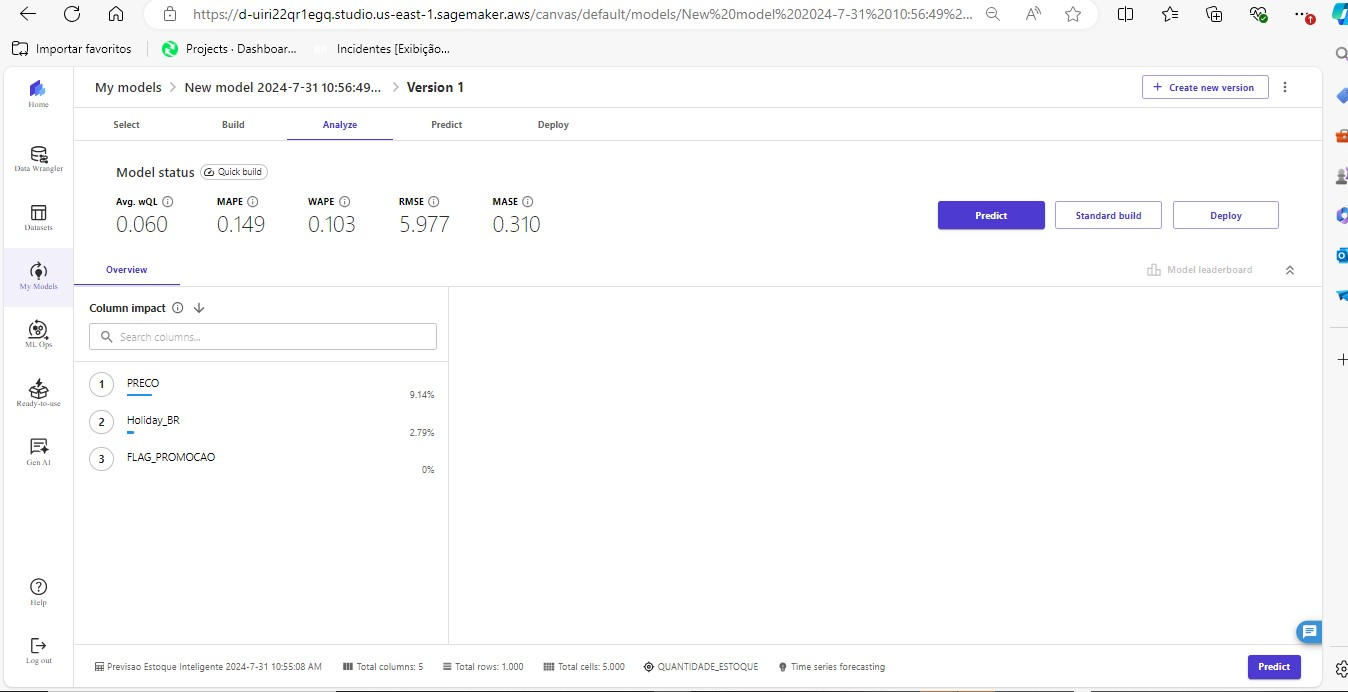 https://d-uiri22qr1egq.studio.us-east-1.sagemaker.aws/canvas/default/models/New%20model%202024-7-31%2010:56:49%2...
Importar favoritos
Projects · Dashboar...
Incidentes [Exibição...
Home
Data Wrangler
Datasets
My Models
ML Ops
Ready-to-use
Gen AI
Help
Log out
My models > New model 2024-7-31 10:56:49... > Version 1
+ Create new version
Select Build Analyze Predict Deploy
Model status Quick build
Avg. wQL MAPE WAPE RMSE MASE
0.060 0.149 0.103 5.977 0.310
Predict Standard build Deploy
Overview
Model leaderboard
Column impact
Search columns...
1 PRECO
9.14%
2 Holiday_BR
2.79%
3 FLAG_PROMOCAO
0%
Previsao Estoque Inteligente 2024-7-31 10:55:08 AM Total columns: 5 Total rows: 1.000 Total cells: 5.000 QUANTIDADE_ESTOQUE Time series forecasting
Predict